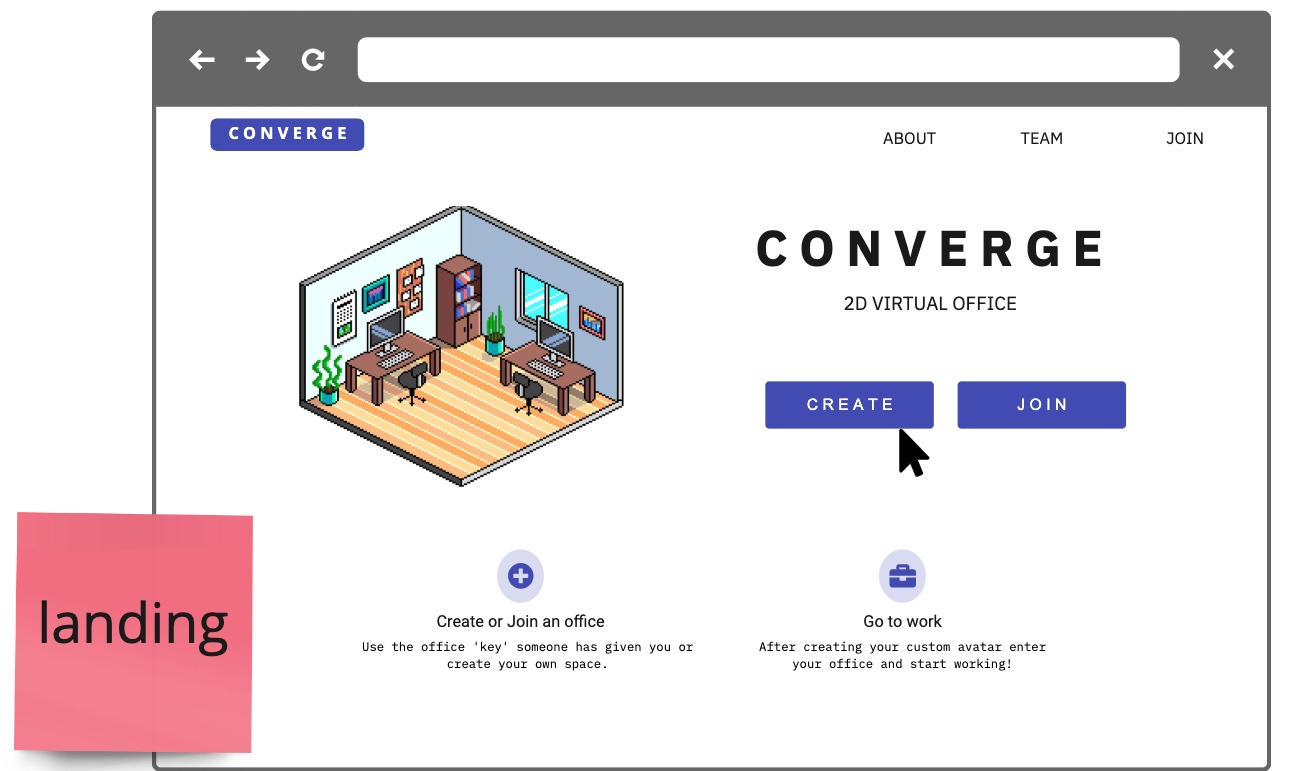 CONVERGE
ABOUT
TEAM
JOIN
CONVERGE
2D VIRTUAL OFFICE
CREATE
JOIN
Create or Join an office
Use the office 'key' someone has given you or
create your own space.
Go to work
After creating your custom avatar enter
your office and start working!
landing